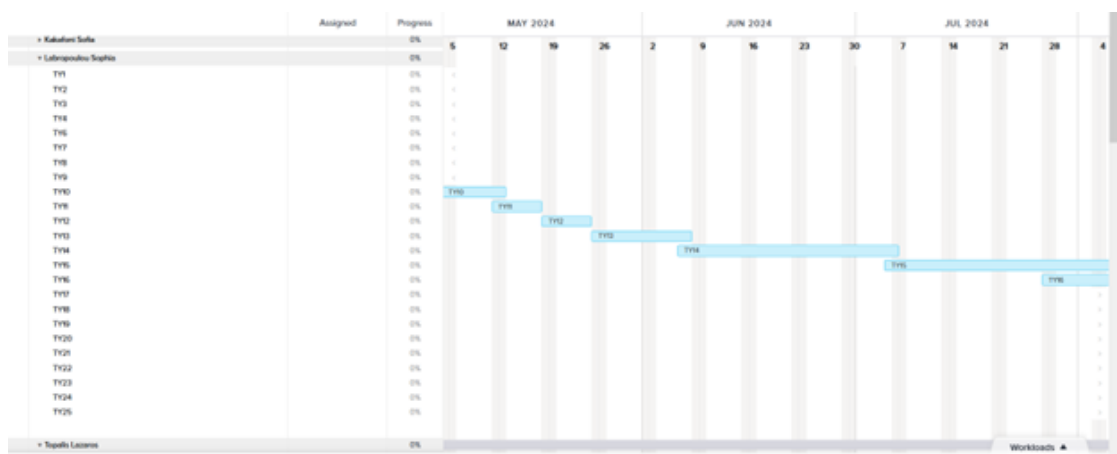 Assigned Progress MAY 2024 JUN 2024 JUL 2024
5 12 19 26 2 9 16 23 30 7 14 21 28 4
Kakafoni Sofia 0%
Labropoulou Sophia 0%
TY1 0%
TY2 0%
TY3 0%
TY4 0%
TY6 0%
TY7 0%
TY8 0%
TY9 0%
TY10 0% TY10
TY11 0% TY11
TY12 0% TY12
TY13 0% TY13
TY14 0% TY14
TY15 0% TY15
TY16 0% TY16
TY17 0%
TY18 0%
TY19 0%
TY20 0%
TY21 0%
TY22 0%
TY23 0%
TY24 0%
TY25 0%
Topalis Lazaros 0%
Workloads